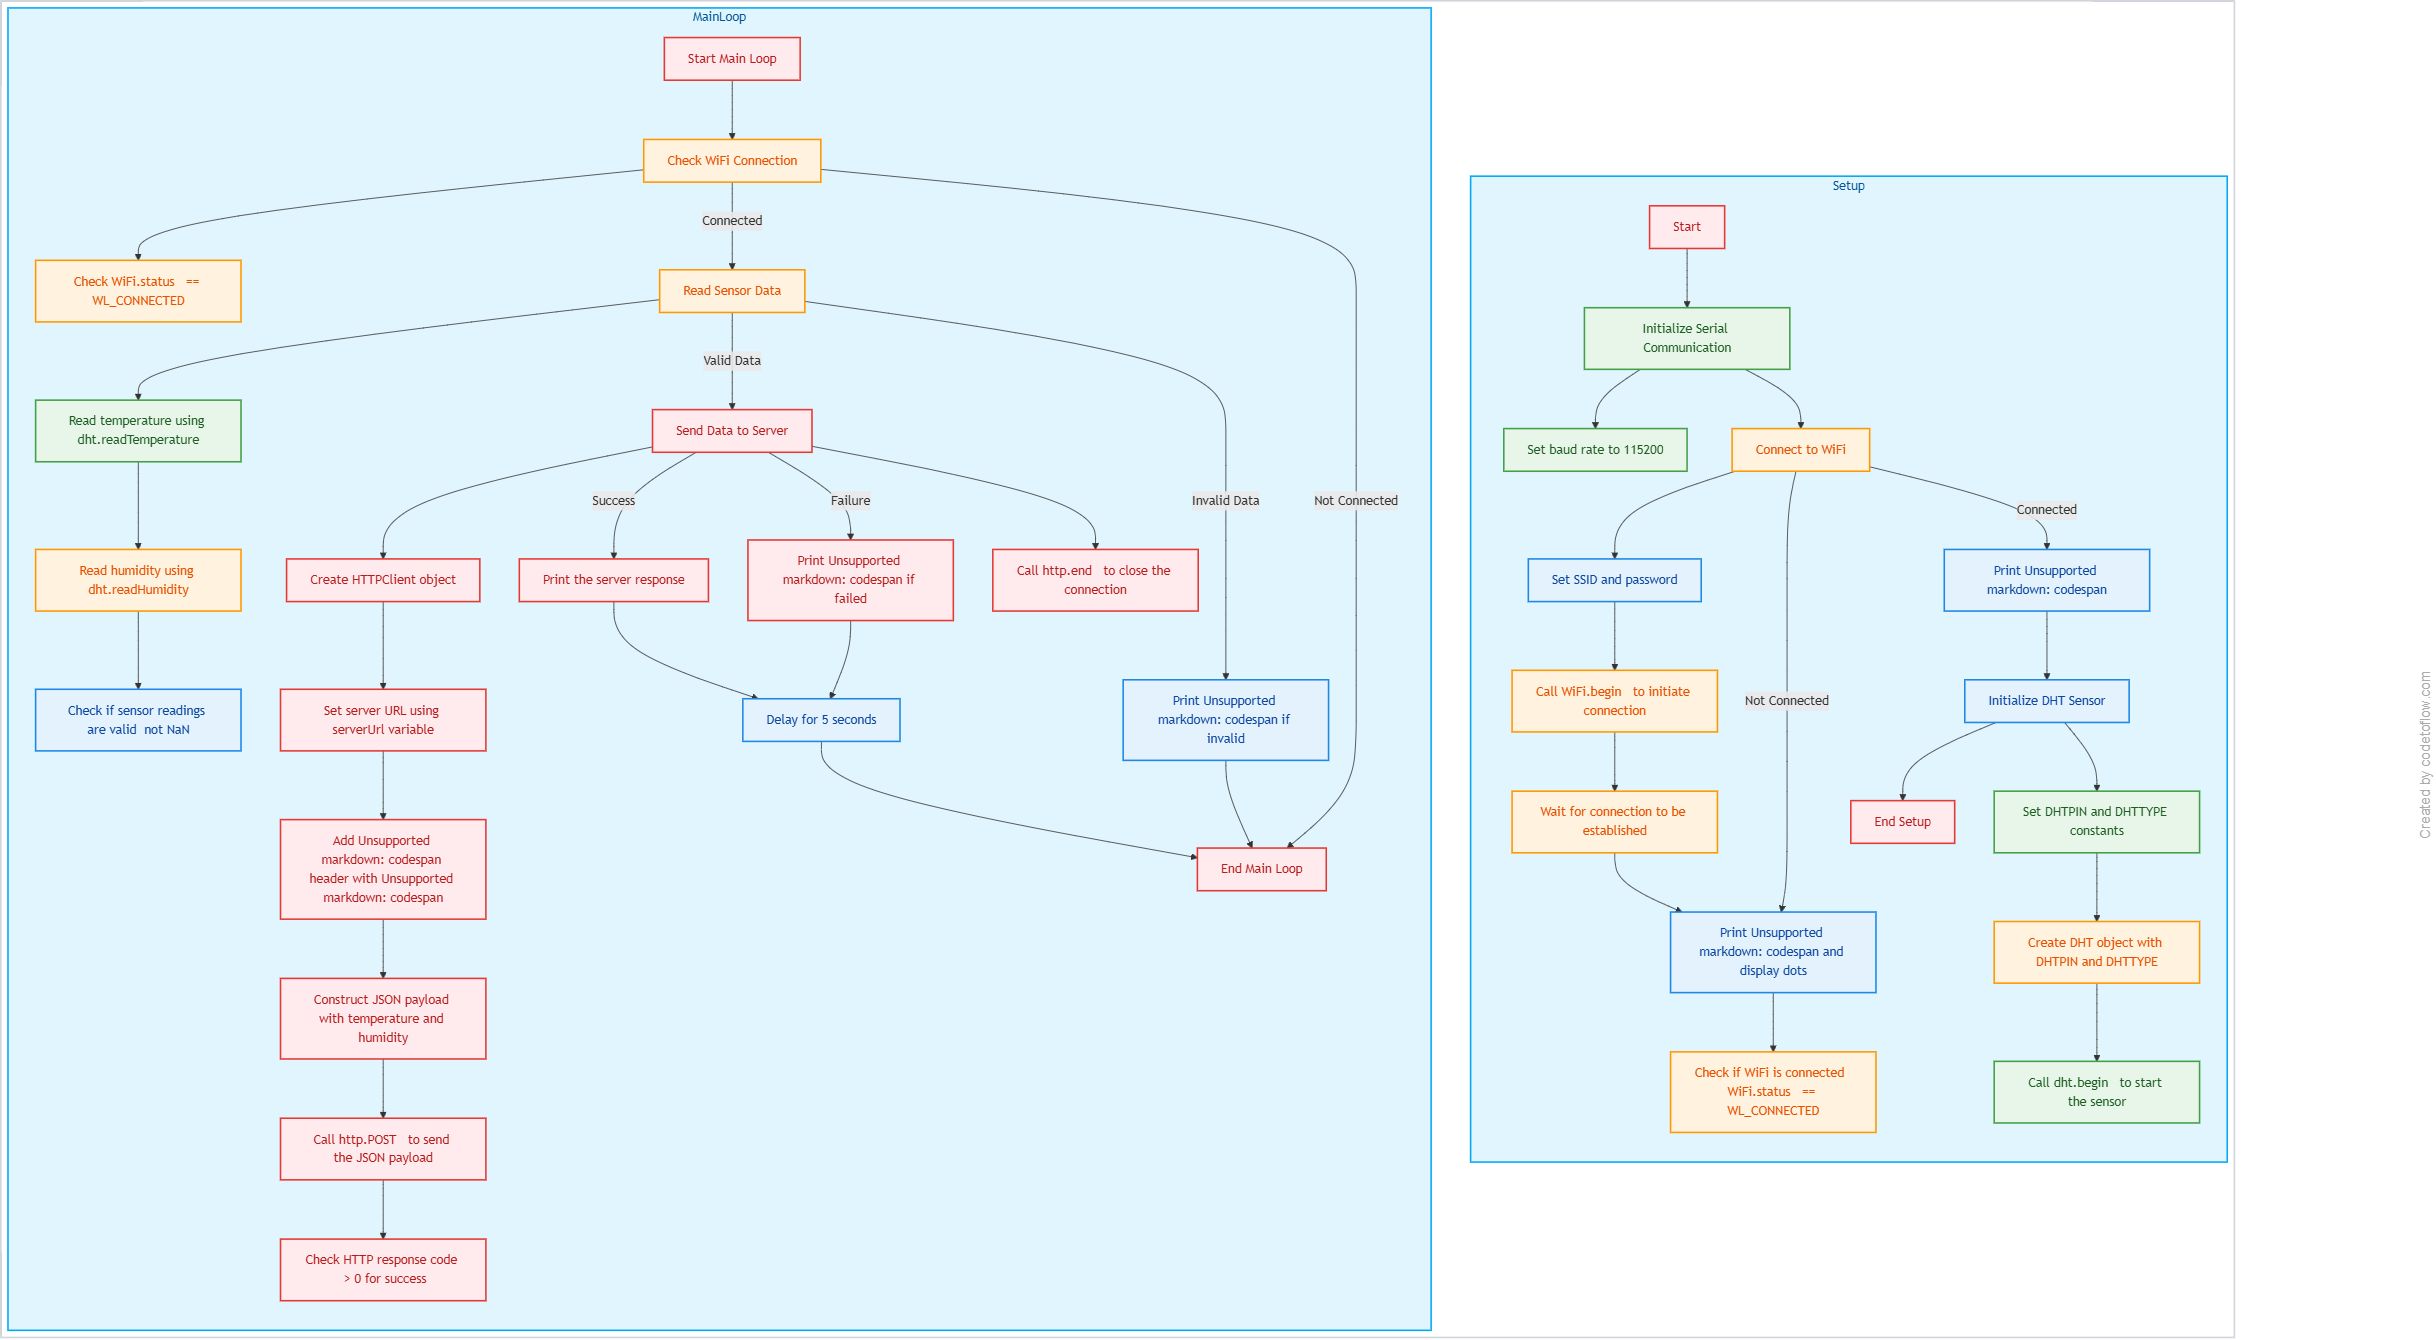 MainLoop
Start Main Loop
Check WiFi Connection
Connected
Check WiFi.status   ==
WL_CONNECTED
Read Sensor Data
Valid Data
Read temperature using
dht.readTemperature
Send Data to Server
Success
Failure
Invalid Data
Not Connected
Read humidity using
dht.readHumidity
Create HTTPClient object
Print the server response
Print Unsupported
markdown: codespan if
failed
Call http.end   to close the
connection
Check if sensor readings
are valid  not NaN
Set server URL using
serverUrl variable
Delay for 5 seconds
Print Unsupported
markdown: codespan if
invalid
Add Unsupported
markdown: codespan
header with Unsupported
markdown: codespan
End Main Loop
Construct JSON payload
with temperature and
humidity
Call http.POST   to send
the JSON payload
Check HTTP response code
> 0 for success
Setup
Start
Initialize Serial
Communication
Set baud rate to 115200
Connect to WiFi
Connected
Set SSID and password
Print Unsupported
markdown: codespan
Call WiFi.begin   to initiate
connection
Not Connected
Initialize DHT Sensor
Wait for connection to be
established
End Setup
Set DHTPIN and DHTTYPE
constants
Print Unsupported
markdown: codespan and
display dots
Create DHT object with
DHTPIN and DHTTYPE
Check if WiFi is connected
WiFi.status   ==
WL_CONNECTED
Call dht.begin   to start
the sensor
Created by codetoflow.com